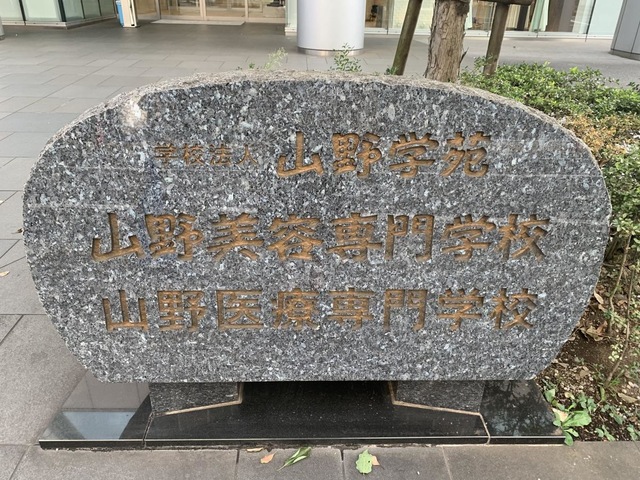 学校法人 山野学苑
山野美容専門学校
山野医療専門学校